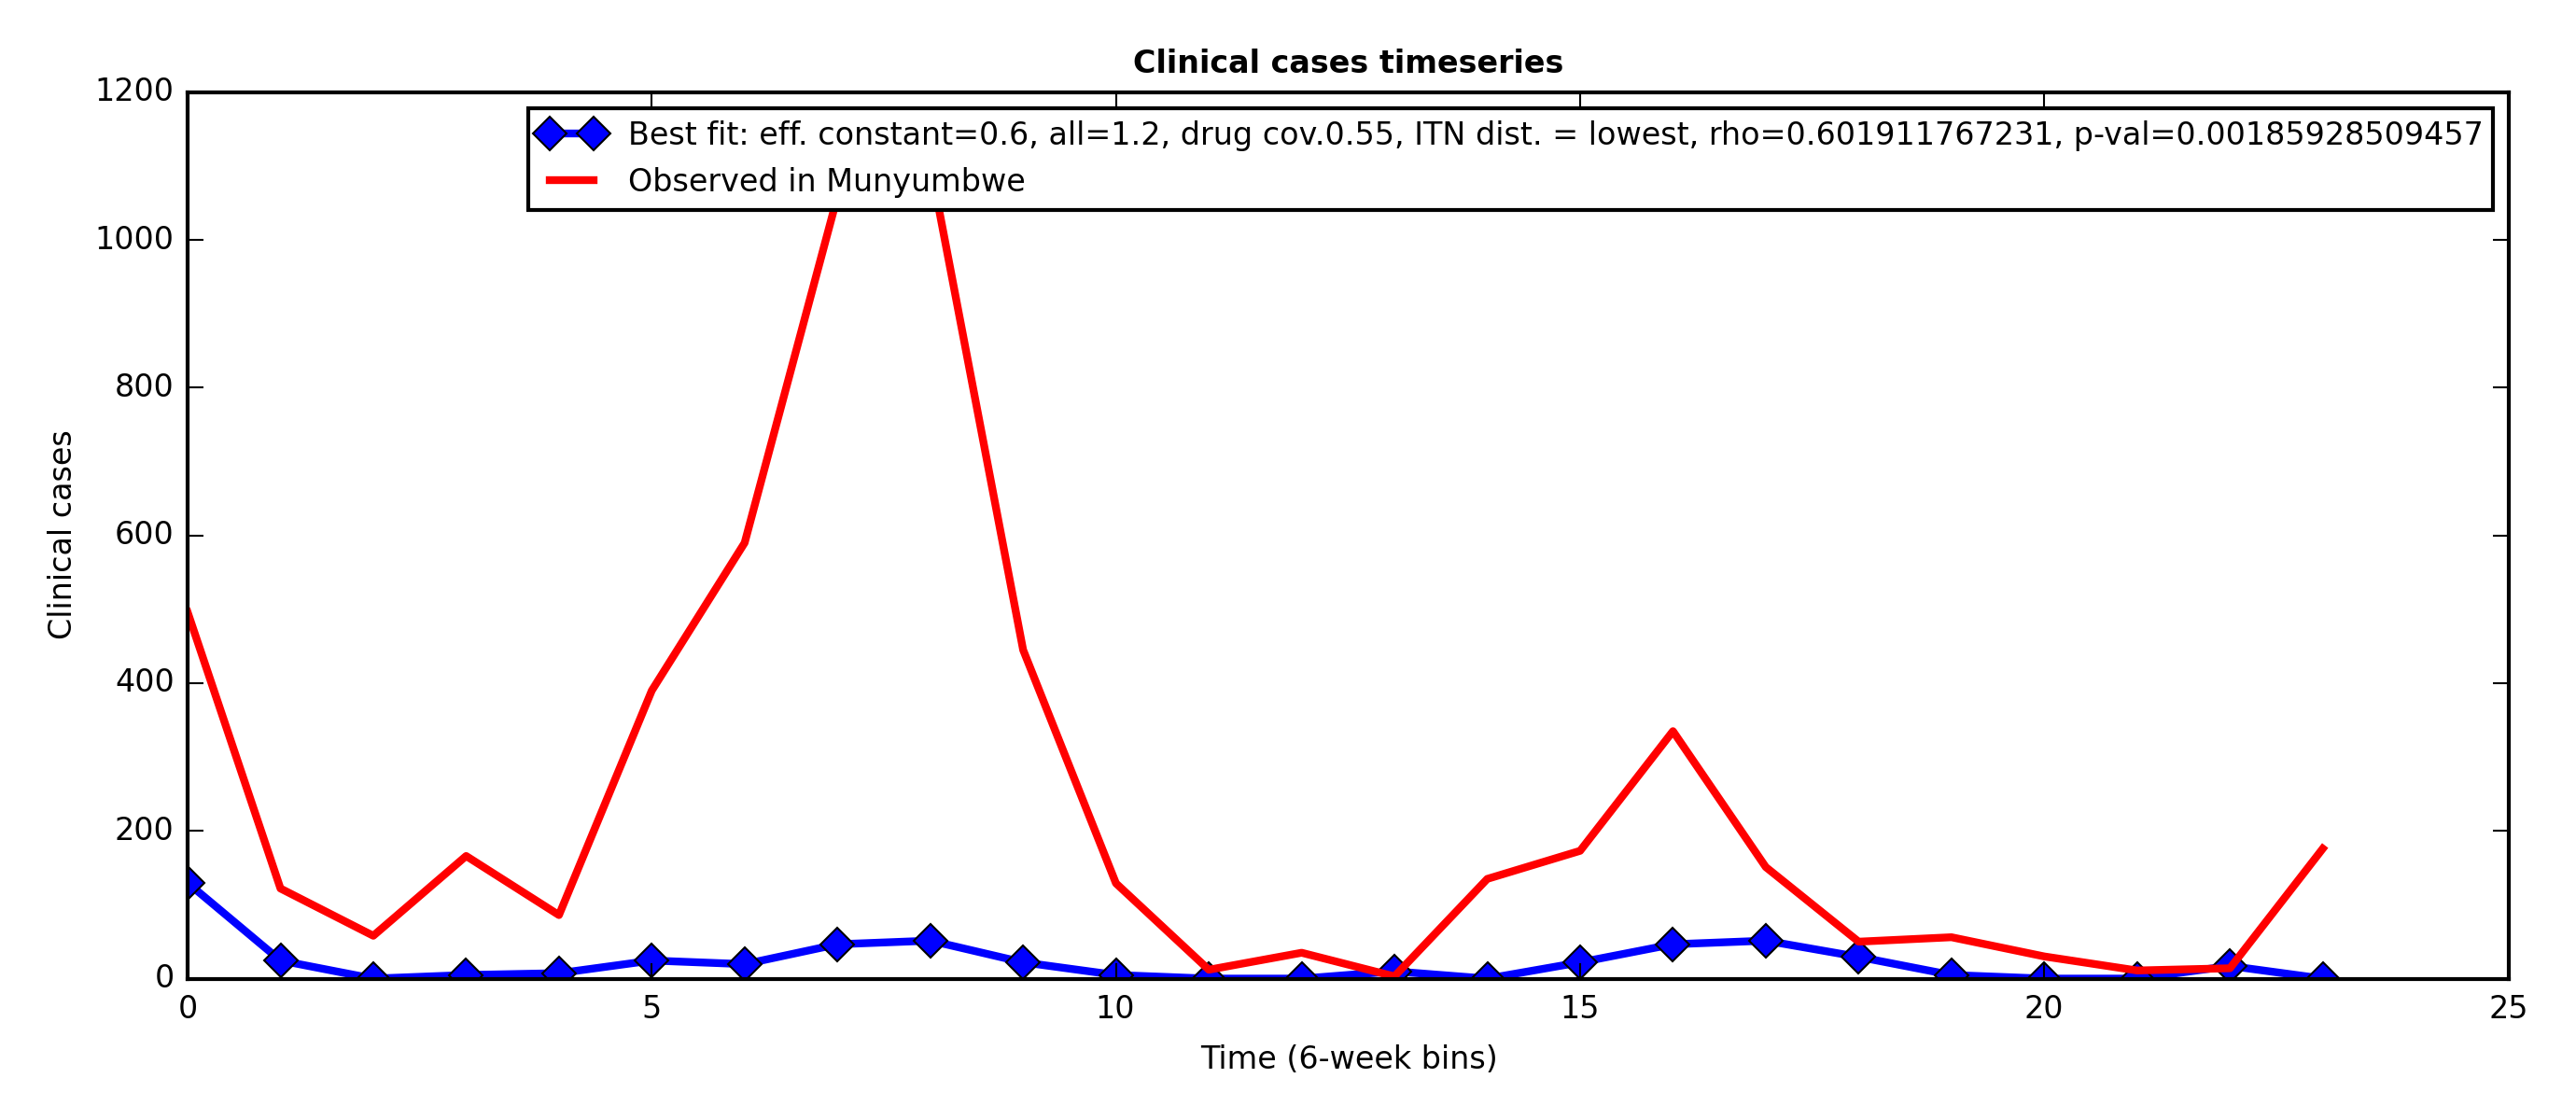 Clinical cases timeseries
1200
1000
800
600
400
200
0
Clinical cases
Best fit: eff. constant=0.6, all=1.2, drug cov.0.55, ITN dist. = lowest, rho=0.601911767231, p-val=0.00185928509457
Observed in Munyumbwe
0 5 10 15 20 25
Time (6-week bins)